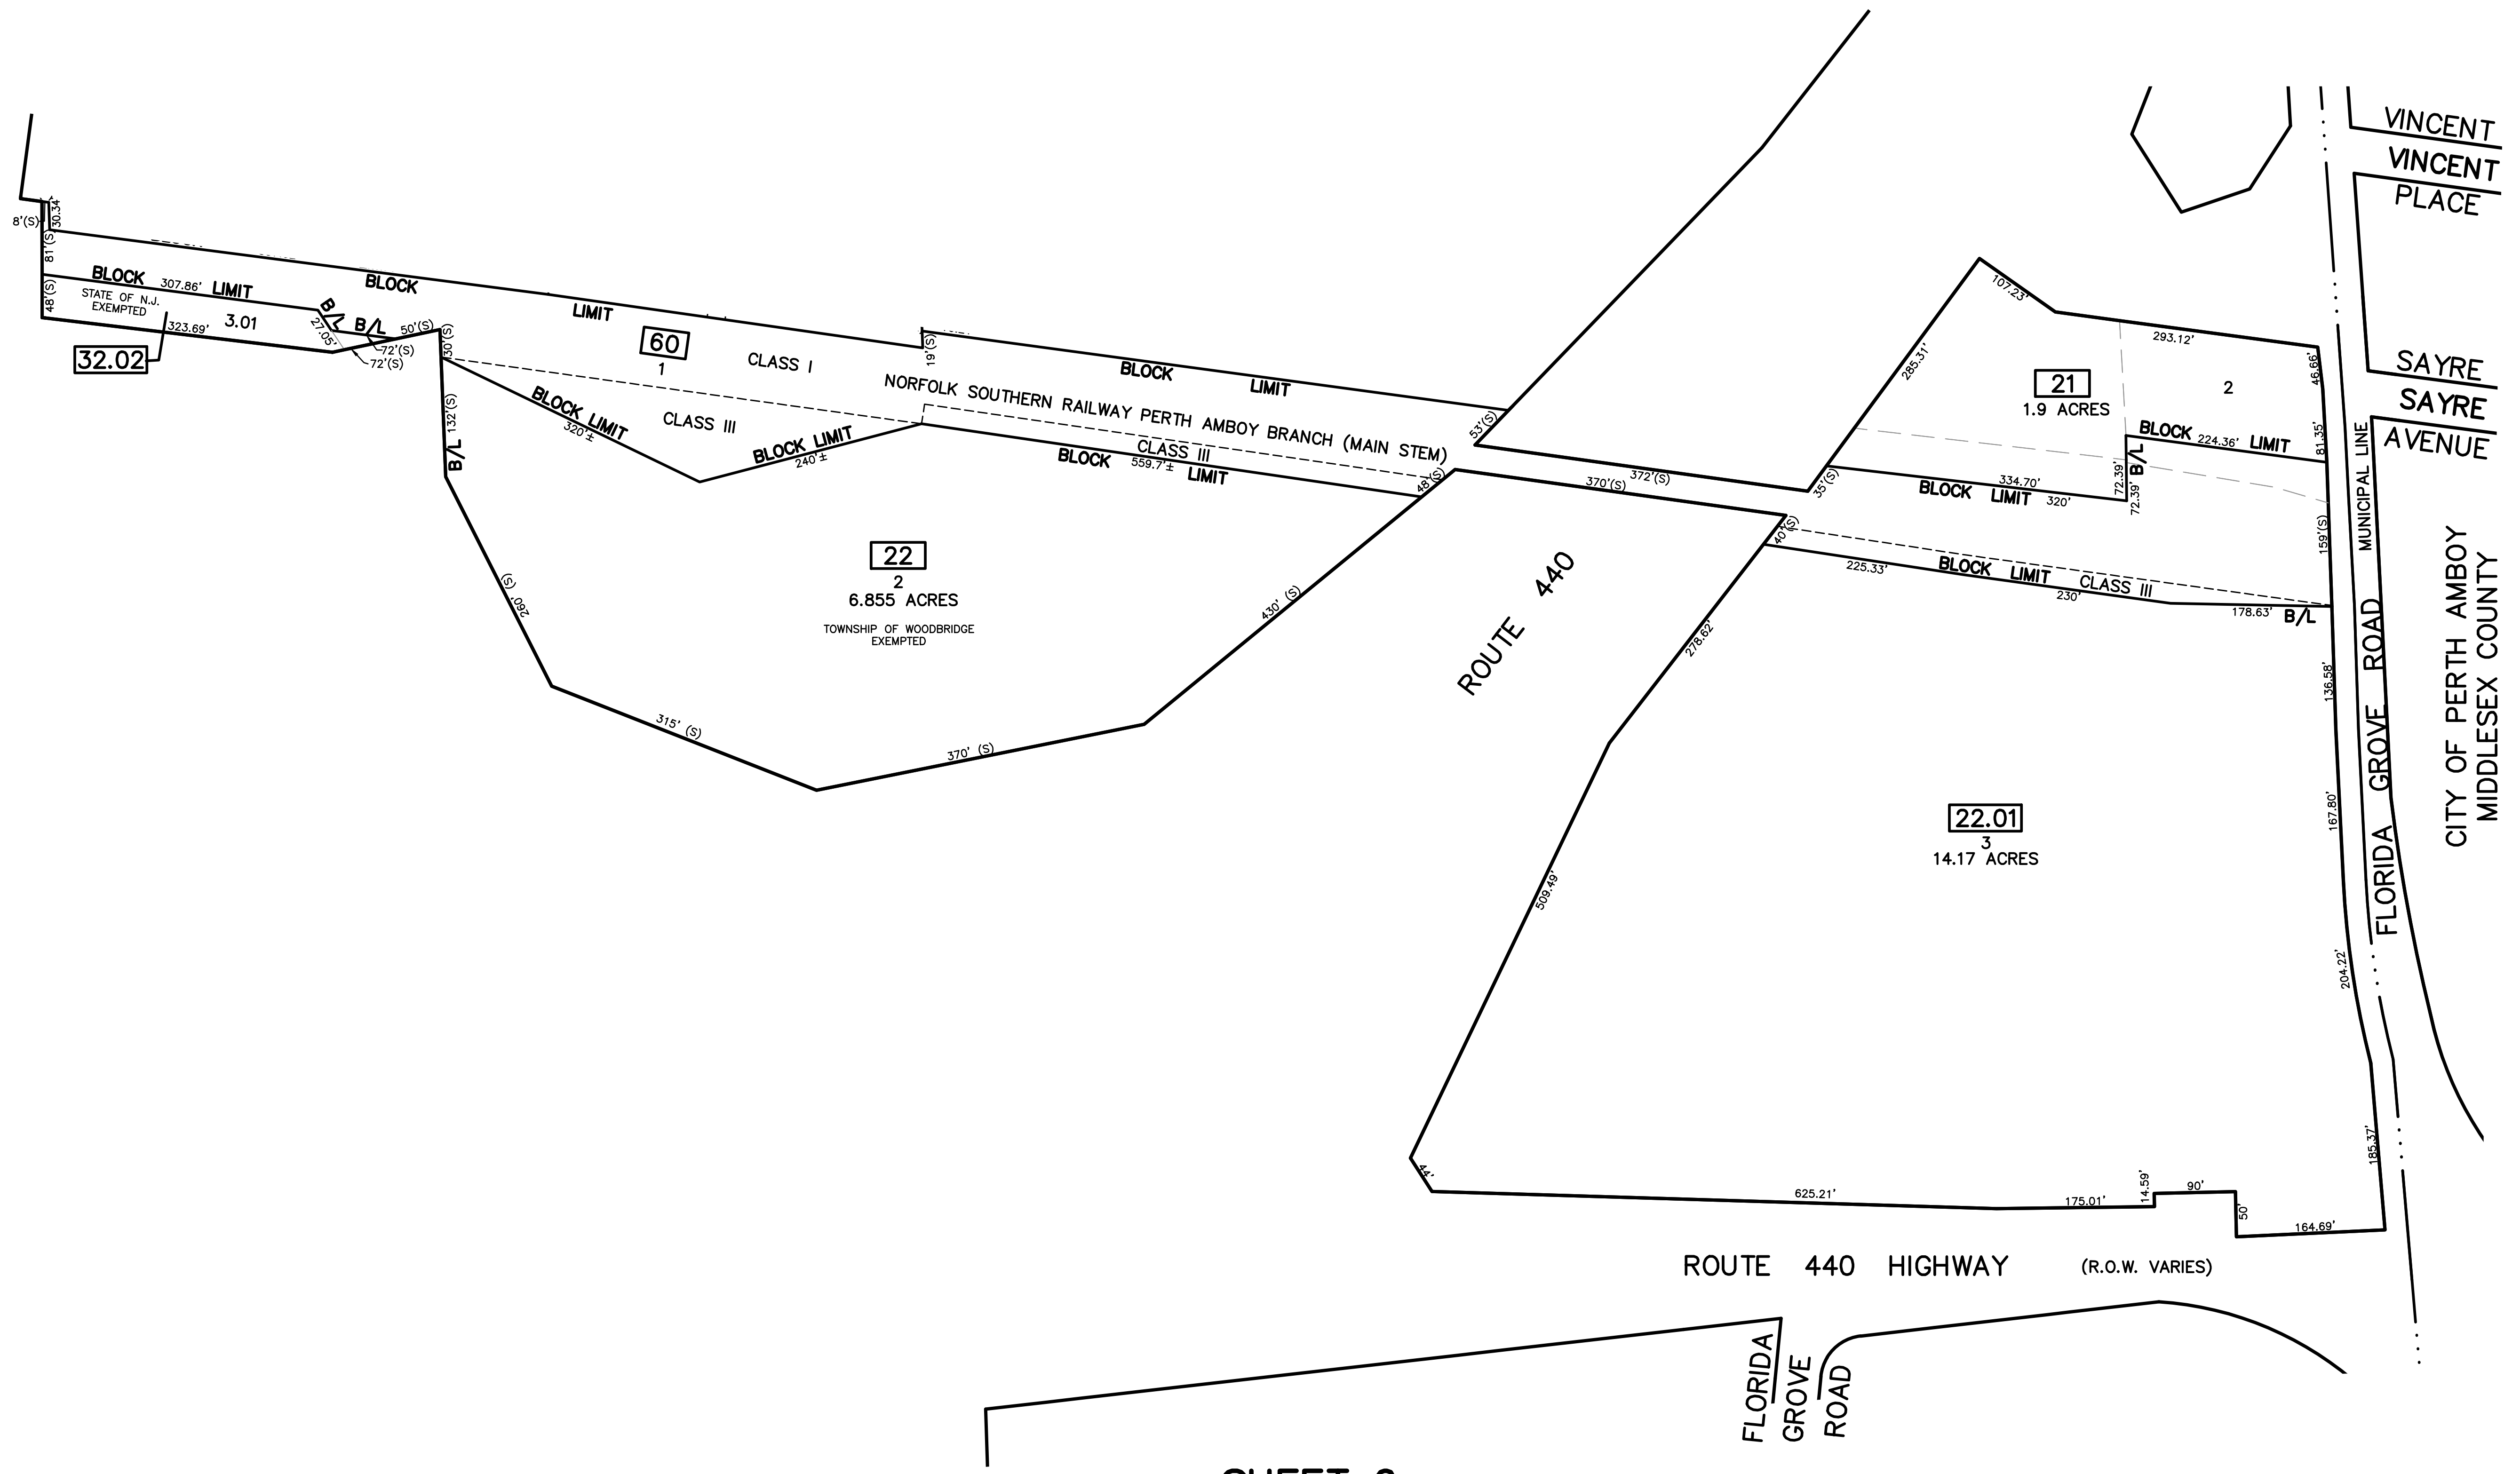 VINCENT
VINCENT
PLACE
8'(S)
30.34
81'(S)
48'(S)
BLOCK 307.86' LIMIT
STATE OF N.J.
EXEMPTED
3.01
323.69'
32.02
B/L
27.05'
B/L
50'(S)
72'(S)
72'(S)
30'(S)
BLOCK
LIMIT
60
1
CLASS I
19'(S)
BLOCK
LIMIT
NORFOLK SOUTHERN RAILWAY PERTH AMBOY BRANCH (MAIN STEM)
CLASS III
BLOCK LIMIT
320'±
BLOCK LIMIT
240'±
132'(S)
B/L
CLASS III
BLOCK 559.7'± LIMIT
48'(S)
53'(S)
372'(S)
370'(S)
35'(S)
40'(S)
107.23'
285.31'
293.12'
46.66'
21
1.9 ACRES
2
BLOCK 224.36' LIMIT
81.35'
B/L
72.39'
72.39'
334.70'
BLOCK LIMIT 320'
159'(S)
SAYRE
SAYRE
AVENUE
MUNICIPAL LINE
225.33'
BLOCK LIMIT
CLASS III
230'
178.63'
B/L
22
2
6.855 ACRES
TOWNSHIP OF WOODBRIDGE
EXEMPTED
260' (S)
315' (S)
370' (S)
430' (S)
ROUTE 440
278.62'
509.49'
44'
22.01
3
14.17 ACRES
136.58'
167.80'
204.22'
185.37'
FLORIDA GROVE ROAD
CITY OF PERTH AMBOY
MIDDLESEX COUNTY
625.21'
175.01'
14.59'
90'
50'
164.69'
ROUTE 440 HIGHWAY (R.O.W. VARIES)
FLORIDA
GROVE
ROAD